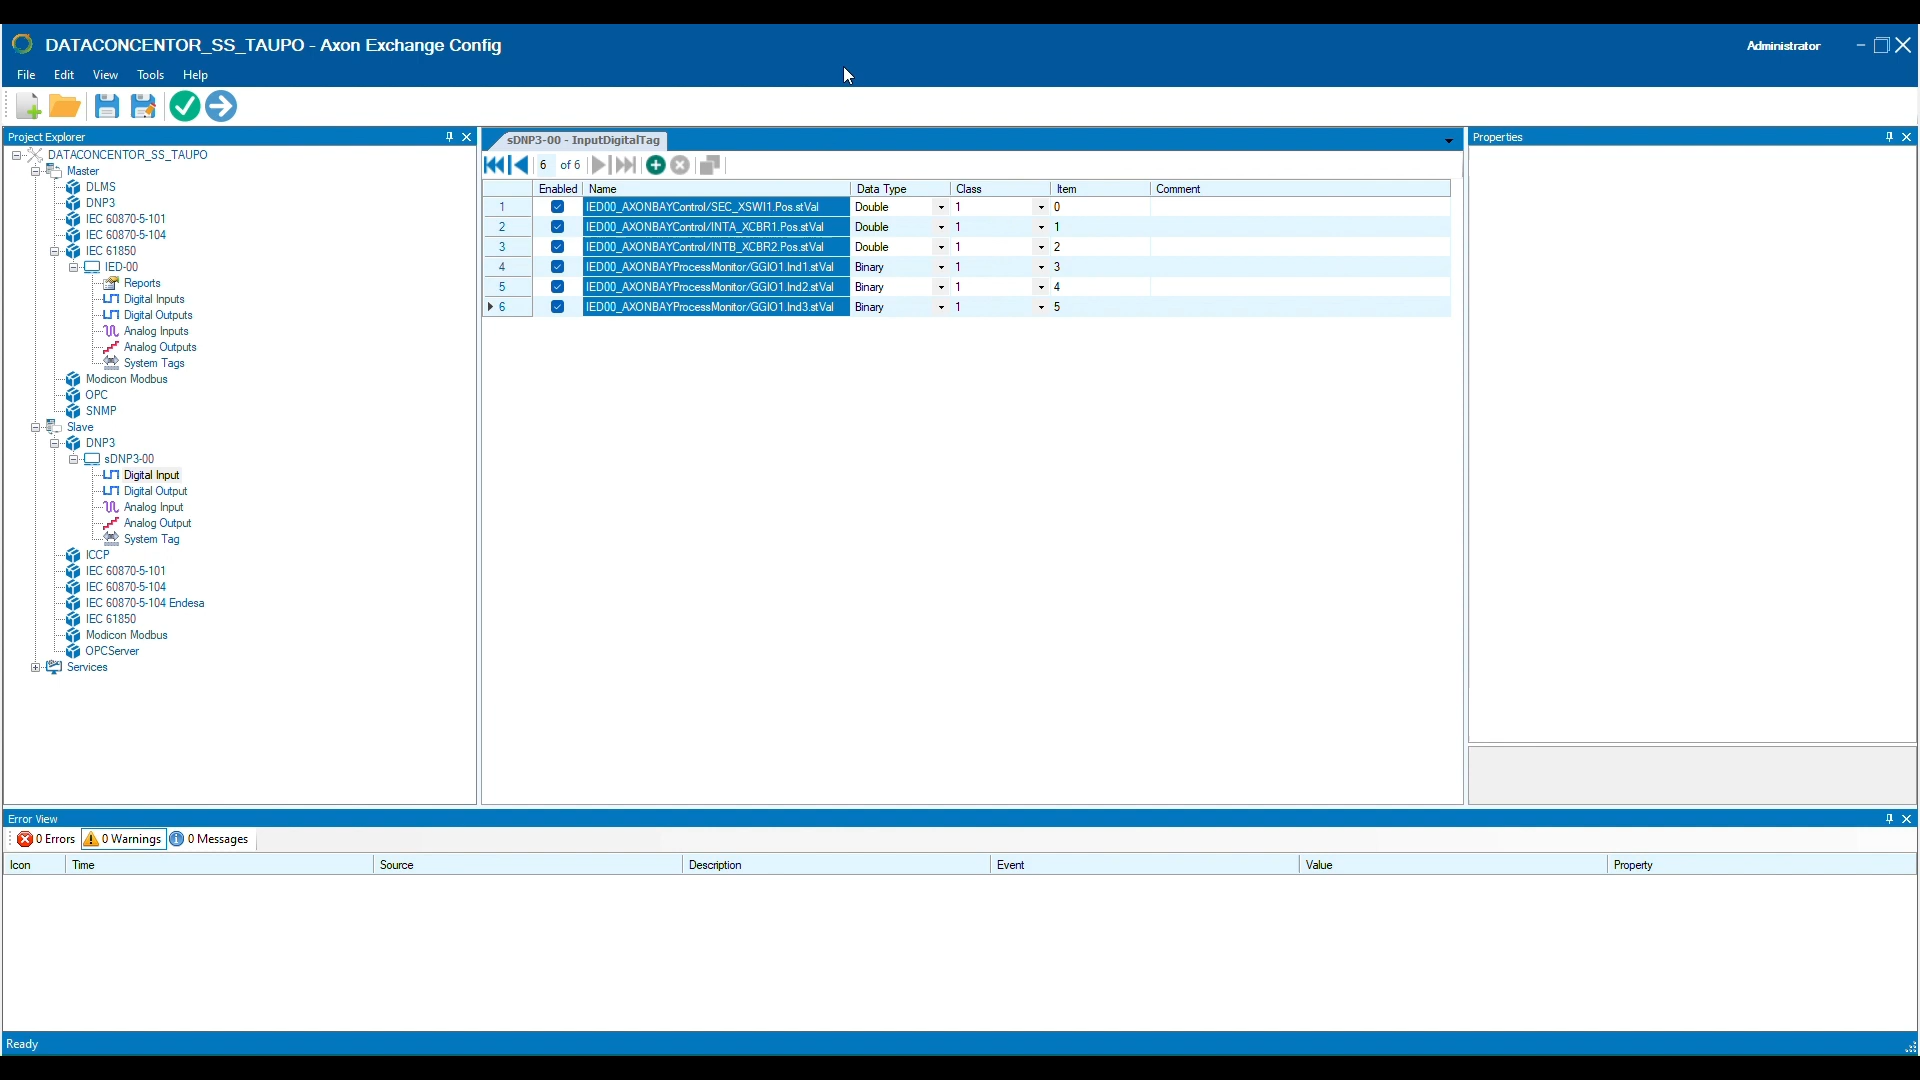 DATACONCENTOR_SS_TAUPO - Axon Exchange Config
Administrator
File Edit View Tools Help
Project Explorer
DATACONCENTOR_SS_TAUPO
Master
DLMS
DNP3
IEC 60870-5-101
IEC 60870-5-104
IEC 61850
IED-00
Reports
Digital Inputs
Digital Outputs
Analog Inputs
Analog Outputs
System Tags
Modicon Modbus
OPC
SNMP
Slave
DNP3
sDNP3-00
Digital Input
Digital Output
Analog Input
Analog Output
System Tag
ICCP
IEC 60870-5-101
IEC 60870-5-104
IEC 60870-5-104 Endesa
IEC 61850
Modicon Modbus
OPCServer
Services
sDNP3-00 - InputDigitalTag
6 of 6
Enabled Name Data Type Class Item Comment
1 IED00_AXONBAYControl/SEC_XSWI1.Pos.stVal Double 1 0
2 IED00_AXONBAYControl/INTA_XCBR1.Pos.stVal Double 1 1
3 IED00_AXONBAYControl/INTB_XCBR2.Pos.stVal Double 1 2
4 IED00_AXONBAYProcessMonitor/GGIO1.Ind1.stVal Binary 1 3
5 IED00_AXONBAYProcessMonitor/GGIO1.Ind2.stVal Binary 1 4
6 IED00_AXONBAYProcessMonitor/GGIO1.Ind3.stVal Binary 1 5
Properties
Error View
0 Errors 0 Warnings 0 Messages
Icon Time Source Description Event Value Property
Ready